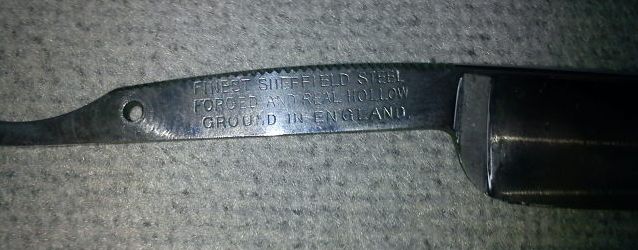 FINEST SHEFFIELD STEEL
FORGED AND REAL HOLLOW
GROUND IN ENGLAND.